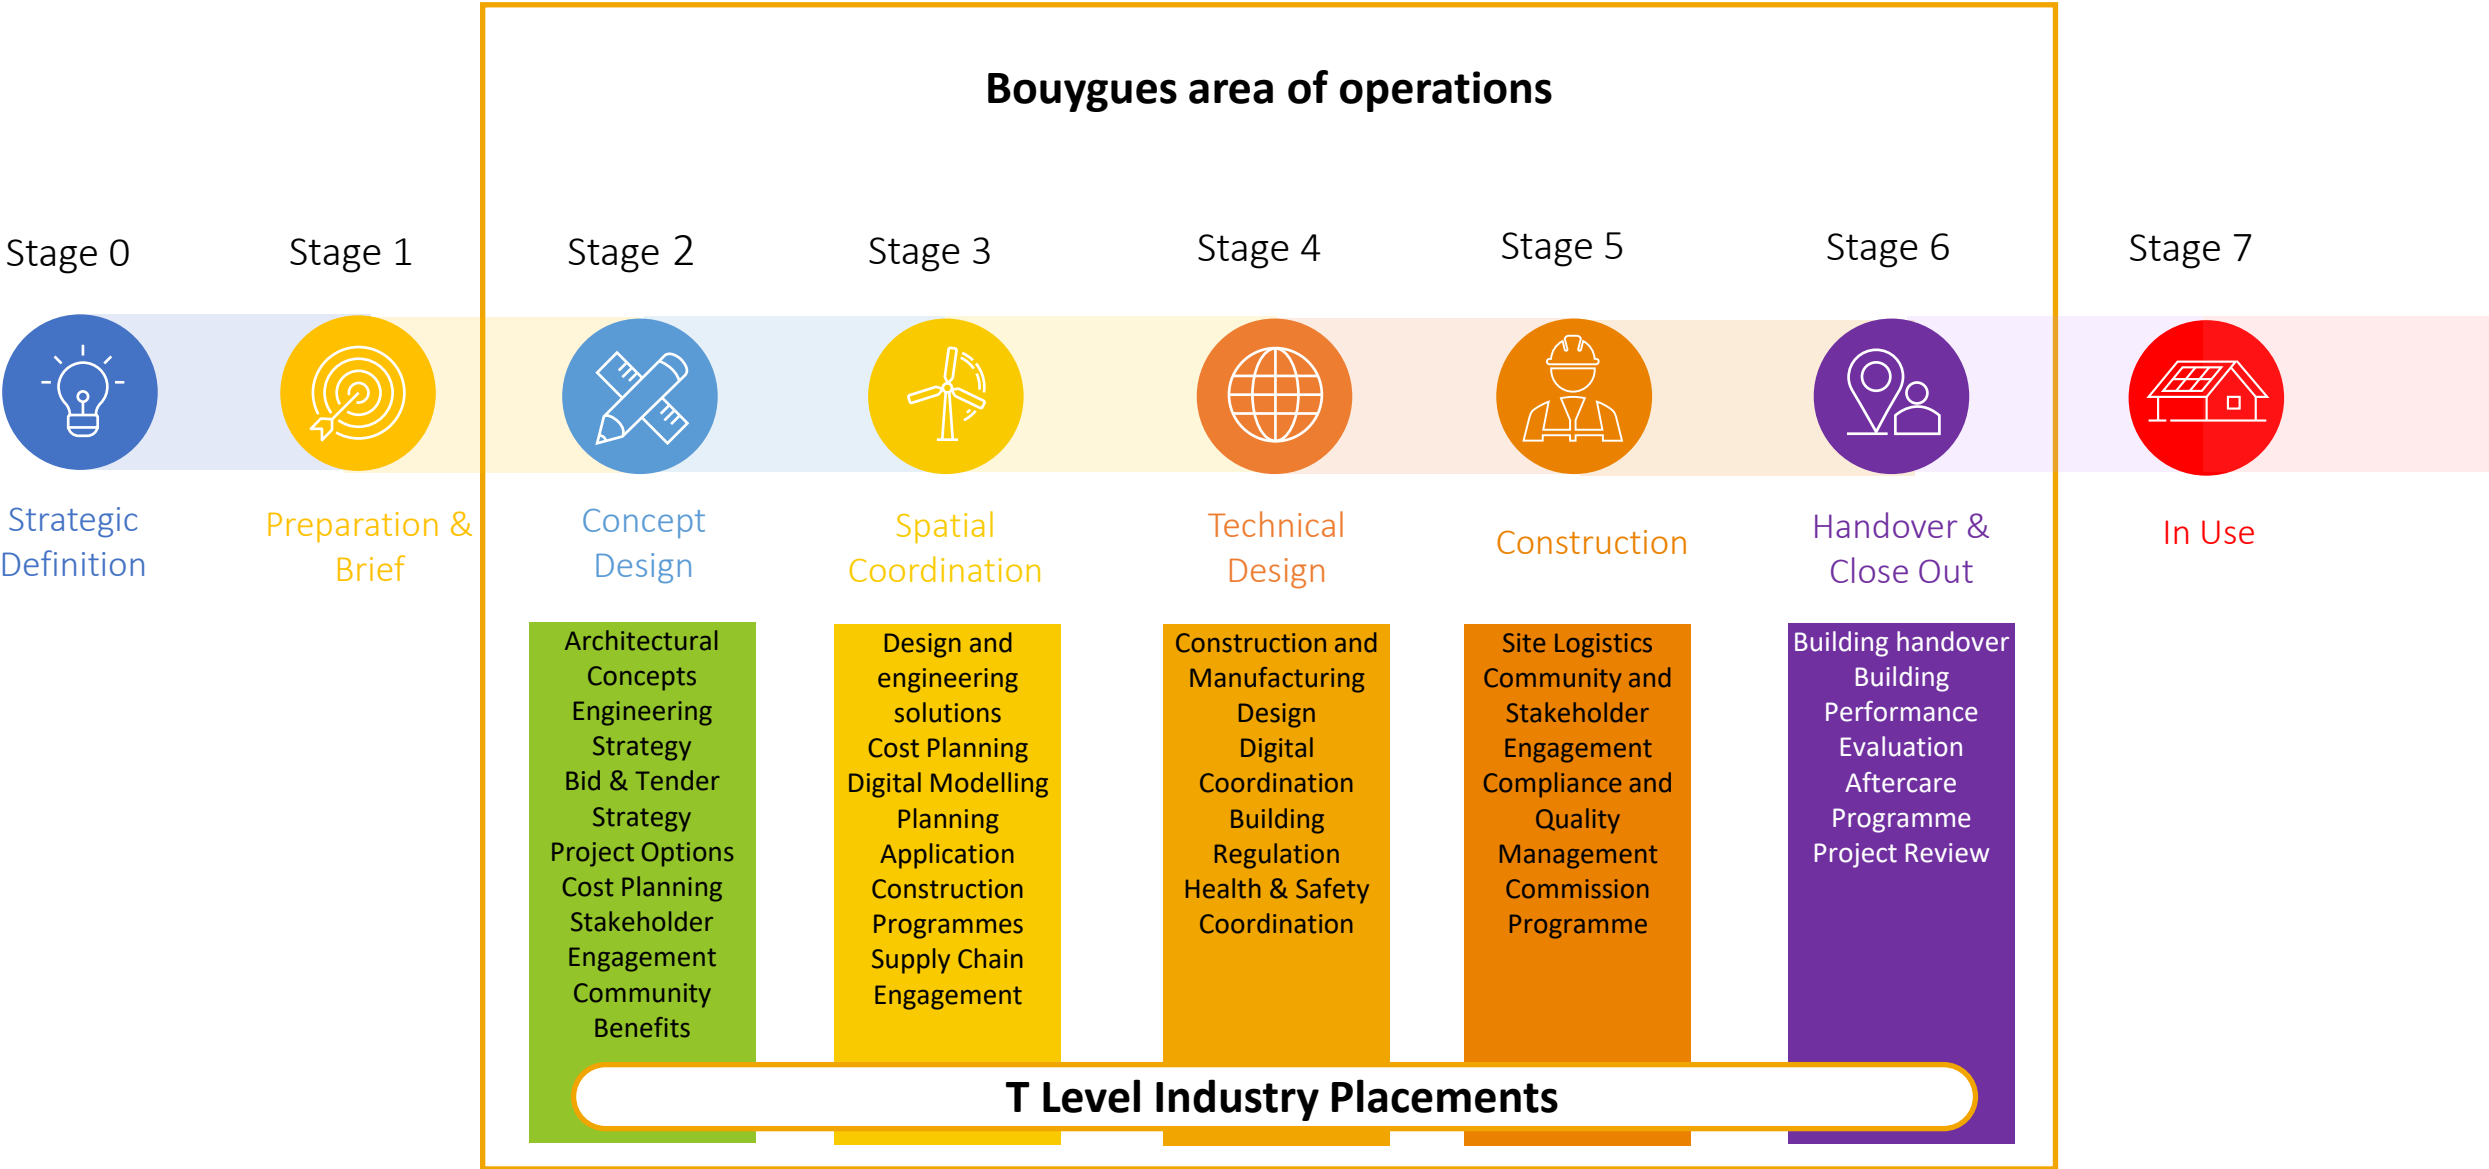 Bouygues area of operations
Stage 0
Stage 1
Stage 2
Stage 3
Stage 4
Stage 5
Stage 6
Stage 7
Strategic
Definition
Preparation &
Brief
Concept
Design
Spatial
Coordination
Technical
Design
Construction
Handover &
Close Out
In Use
Architectural
Concepts
Engineering
Strategy
Bid & Tender
Strategy
Project Options
Cost Planning
Stakeholder
Engagement
Community
Benefits
Design and
engineering
solutions
Cost Planning
Digital Modelling
Planning
Application
Construction
Programmes
Supply Chain
Engagement
Construction and
Manufacturing
Design
Digital
Coordination
Building
Regulation
Health & Safety
Coordination
Site Logistics
Community and
Stakeholder
Engagement
Compliance and
Quality
Management
Commission
Programme
Building handover
Building
Performance
Evaluation
Aftercare
Programme
Project Review
T Level Industry Placements